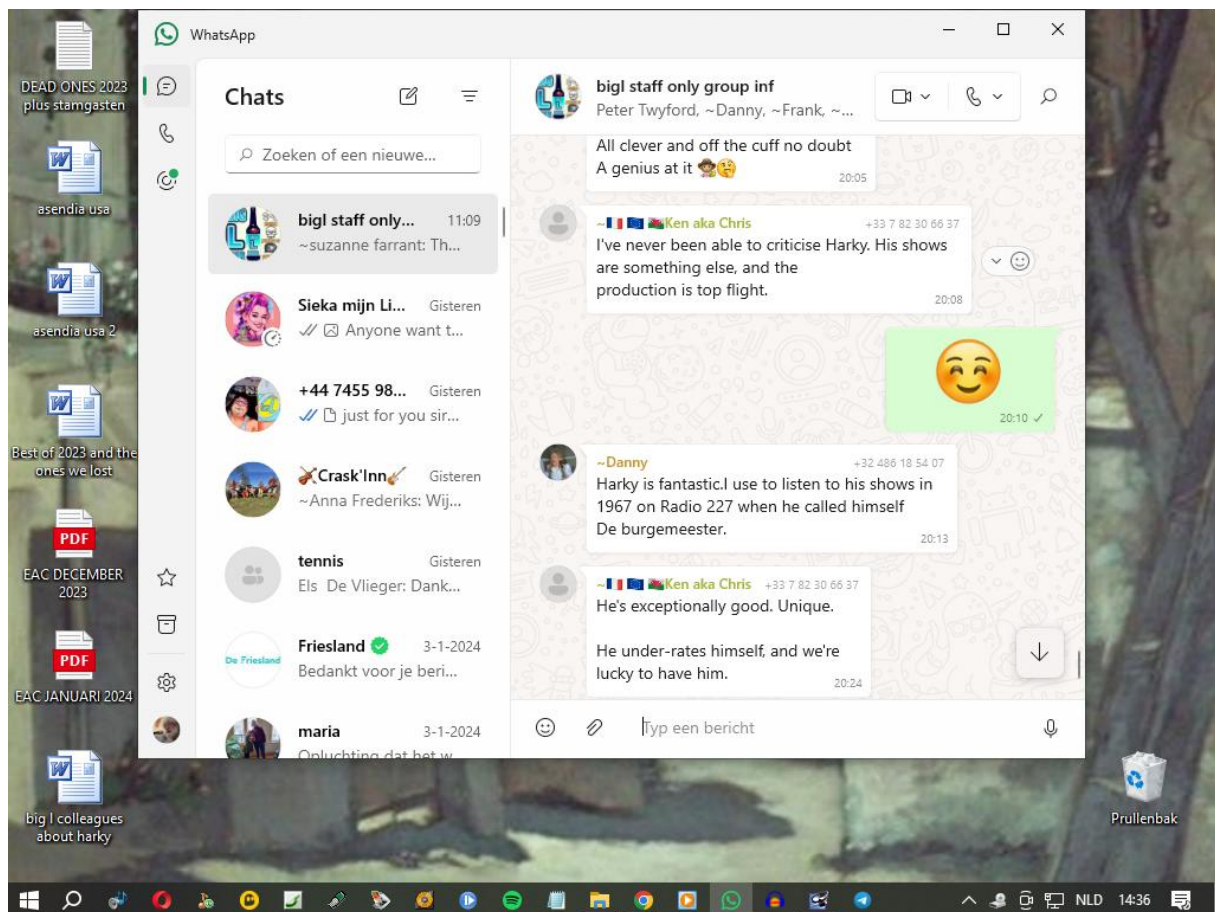 DEAD ONES 2023
plus stamgasten
asendia usa
asendia usa 2
Best of 2023 and the
ones we lost
PDF
EAC DECEMBER
2023
PDF
EAC JANUARI 2024
big l colleagues
about harky
WhatsApp
Chats
Zoeken of een nieuwe...
bigl staff only... 11:09
~suzanne farrant: Th...
Sieka mijn Li... Gisteren
Anyone want t...
+44 7455 98... Gisteren
just for you sir...
🎻Crask'Inn🎸 Gisteren
~Anna Frederiks: Wij...
tennis Gisteren
Els De Vlieger: Dank...
De Friesland
Friesland 3-1-2024
Bedankt voor je beri...
maria 3-1-2024
Opluchting dat het w...
bigl staff only group inf
Peter Twyford, ~Danny, ~Frank, ~...
All clever and off the cuff no doubt
A genius at it 🤔
20:05
~🇫🇷 🇪🇺 🏴󠁧󠁢󠁷󠁬󠁳󠁿Ken aka Chris +33 7 82 30 66 37
I've never been able to criticise Harky. His shows
are something else, and the
production is top flight.
20:08
☺️
20:10
~Danny +32 486 18 54 07
Harky is fantastic.I use to listen to his shows in
1967 on Radio 227 when he called himself
De burgemeester.
20:13
~🇫🇷 🇪🇺 🏴󠁧󠁢󠁷󠁬󠁳󠁿Ken aka Chris +33 7 82 30 66 37
He's exceptionally good. Unique.
He under-rates himself, and we're
lucky to have him.
20:24
Typ een bericht
Prullenbak
NLD 14:36